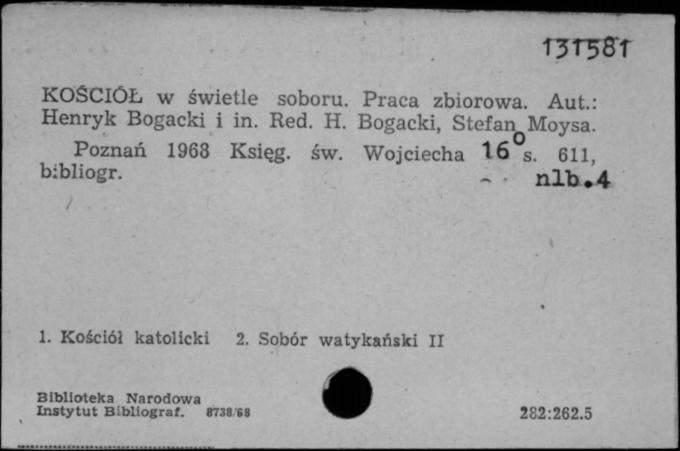 131581
KOŚCIÓŁ w świetle soboru. Praca zbiorowa. Aut.:
Henryk Bogacki i in. Red. H. Bogacki, Stefan Moysa.
Poznań 1968 Księg. św. Wojciecha 16° s. 611,
bibliogr. nlb.4
1. Kościół katolicki 2. Sobór watykański II
Biblioteka Narodowa
Instytut Bibliograf. 8738/68 282:262.5